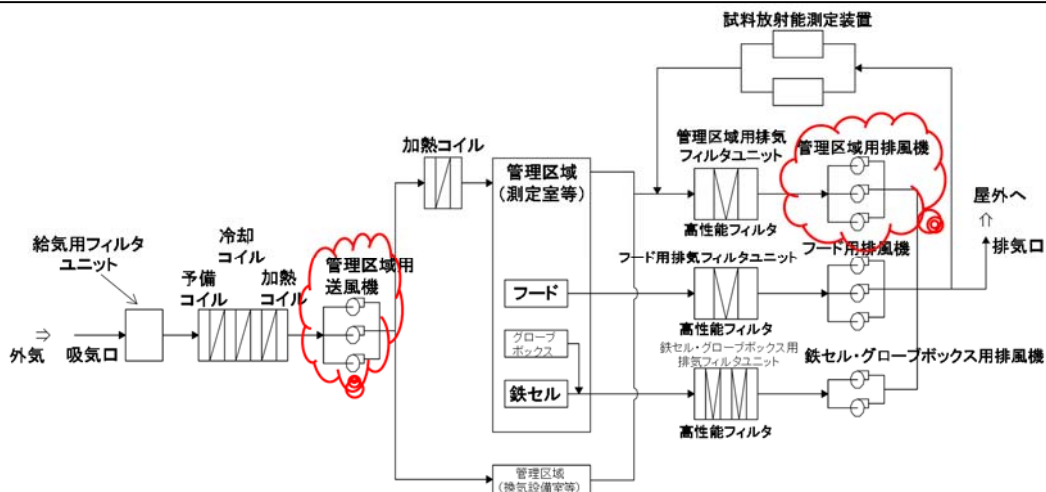 試料放射能測定装置
加熱コイル
管理区域
(測定室等)
管理区域用排気
フィルタユニット
管理区域用排風機
高性能フィルタ
屋外へ
⇧
排気口
給気用フィルタ
ユニット
冷却
コイル
予備
コイル
加熱
コイル
管理区域用
送風機
フード用排気フィルタユニット
フード用排風機
フード
高性能フィルタ
グローブ
ボックス
鉄セル・グローブボックス用
排気フィルタユニット
鉄セル・グローブボックス用排風機
鉄セル
高性能フィルタ
⇒
外気
吸気口
管理区域
(換気設備室等)